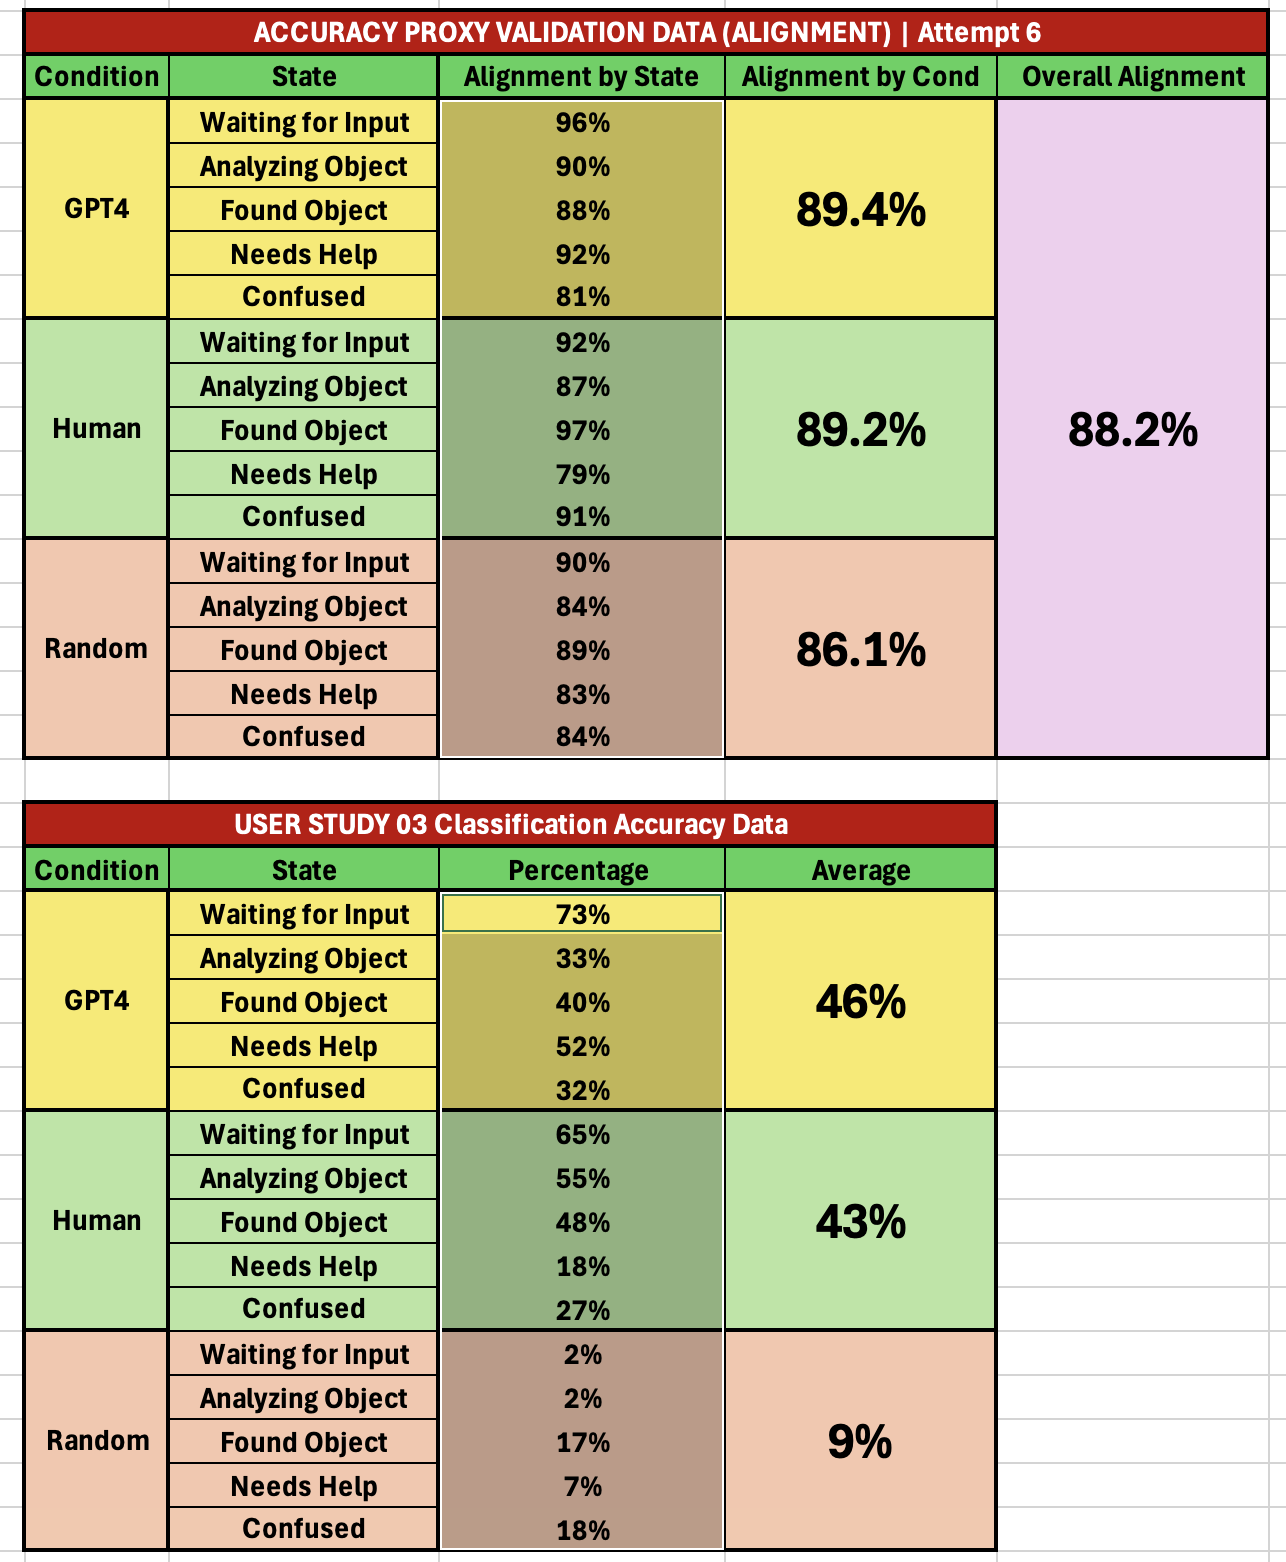 ACCURACY PROXY VALIDATION DATA (ALIGNMENT) | Attempt 6
Condition State Alignment by State Alignment by Cond Overall Alignment
GPT4
Waiting for Input 96%
Analyzing Object 90%
Found Object 88%
Needs Help 92%
Confused 81%
89.4%
Human
Waiting for Input 92%
Analyzing Object 87%
Found Object 97%
Needs Help 79%
Confused 91%
89.2%
88.2%
Random
Waiting for Input 90%
Analyzing Object 84%
Found Object 89%
Needs Help 83%
Confused 84%
86.1%
USER STUDY 03 Classification Accuracy Data
Condition State Percentage Average
GPT4
Waiting for Input 73%
Analyzing Object 33%
Found Object 40%
Needs Help 52%
Confused 32%
46%
Human
Waiting for Input 65%
Analyzing Object 55%
Found Object 48%
Needs Help 18%
Confused 27%
43%
Random
Waiting for Input 2%
Analyzing Object 2%
Found Object 17%
Needs Help 7%
Confused 18%
9%